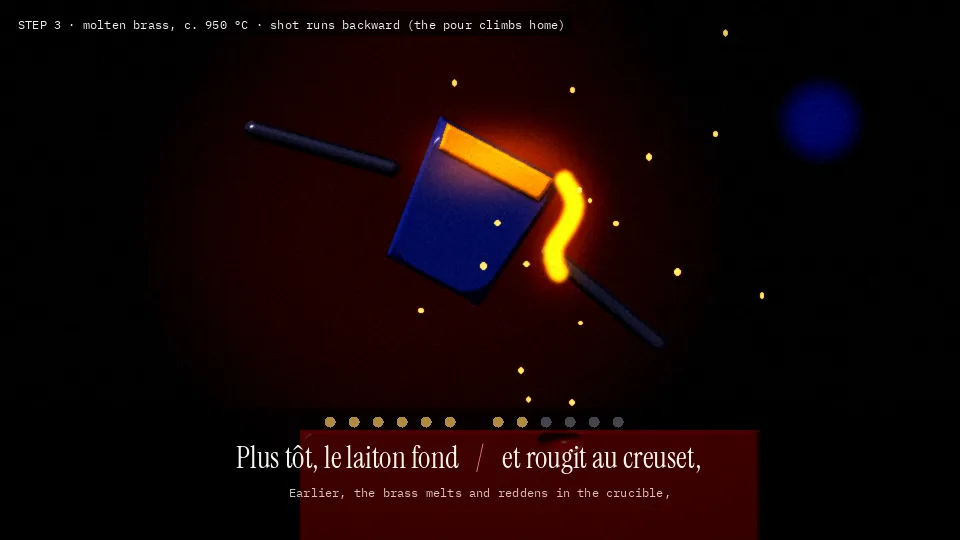 STEP 3 · molten brass, c. 950 °C · shot runs backward (the pour climbs home)
Plus tôt, le laiton fond / et rougit au creuset,
Earlier, the brass melts and reddens in the crucible,